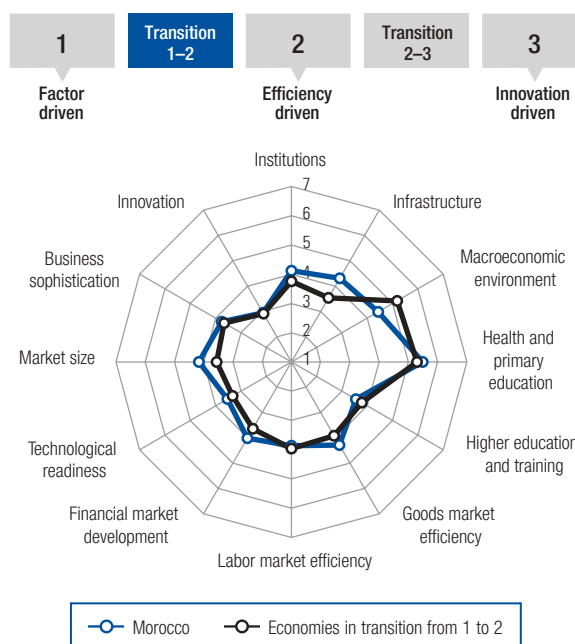 1
Transition
1–2
2
Transition
2–3
3
Factor
driven
Efficiency
driven
Innovation
driven
Institutions
7
Innovation
Infrastructure
6
5
Business
sophistication
Macroeconomic
environment
4
3
2
Market size
1
Health and
primary
education
Technological
readiness
Higher education
and training
Financial market
development
Goods market
efficiency
Labor market efficiency
Morocco
Economies in transition from 1 to 2